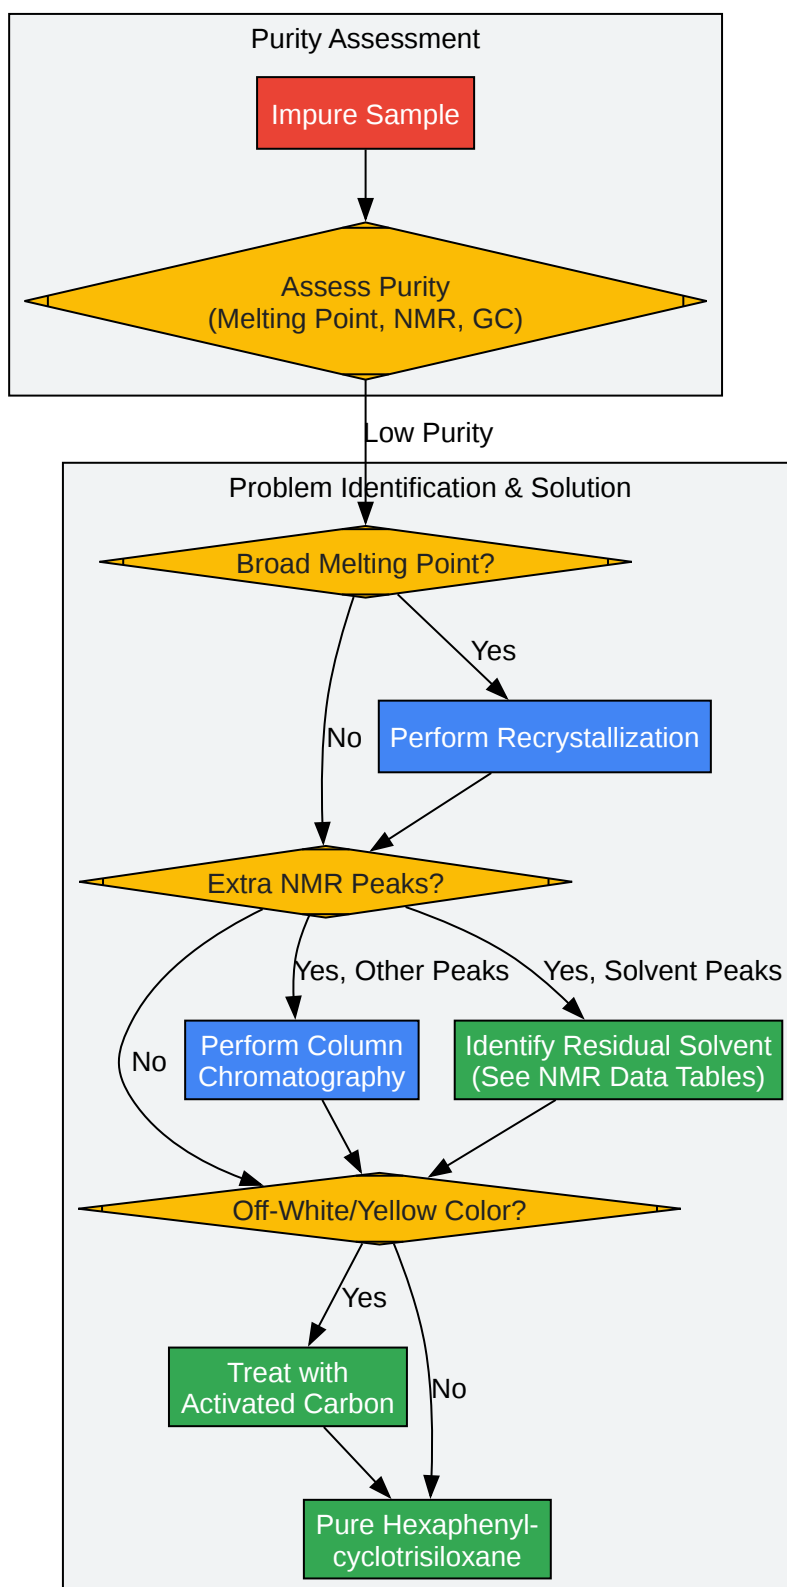 Purity Assessment
Impure Sample
Assess Purity
(Melting Point, NMR, GC)
Low Purity
Problem Identification & Solution
Broad Melting Point?
Yes
No
Perform Recrystallization
Extra NMR Peaks?
Yes, Other Peaks
Yes, Solvent Peaks
No
Perform Column
Chromatography
Identify Residual Solvent
(See NMR Data Tables)
Off-White/Yellow Color?
Yes
No
Treat with
Activated Carbon
Pure Hexaphenyl-
cyclotrisiloxane